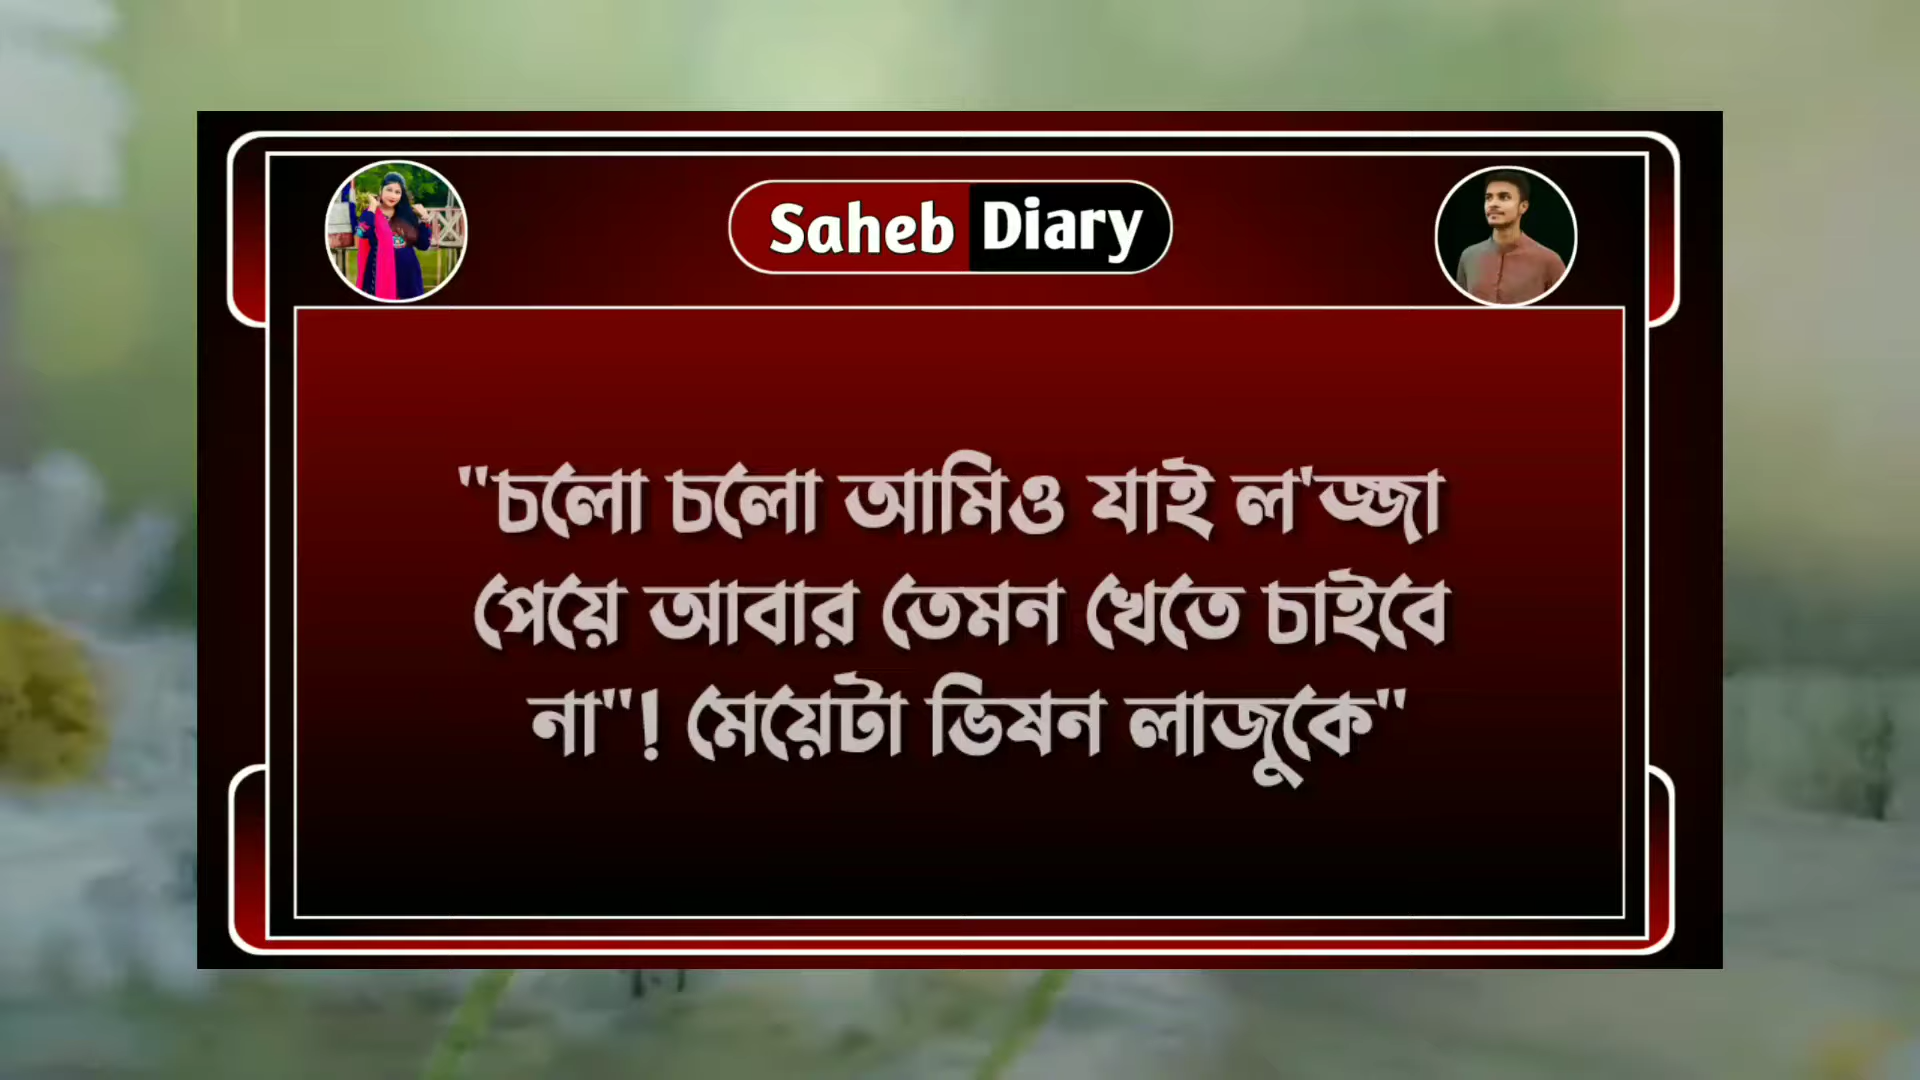 Saheb Diary
"চলো চলো আমিও যাই ল'জ্জা
পেয়ে আবার তেমন খেতে চাইবে
না"! মেয়েটা ভিষন লাজুকে"